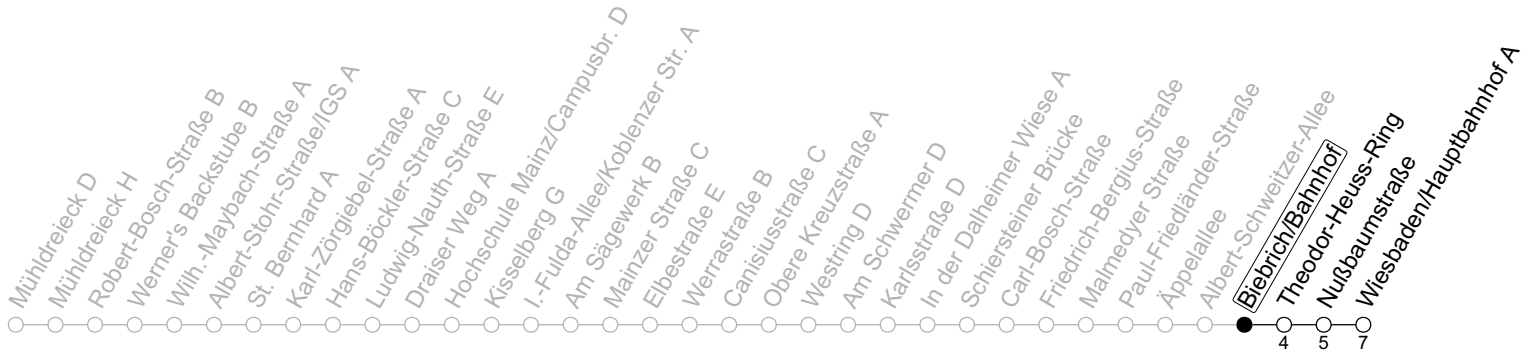 Mühldreieck D
Mühldreieck H
Robert-Bosch-Straße B
Werner's Backstube B
Wilh.-Maybach-Straße A
Albert-Stohr-Straße/IGS A
St. Bernhard A
Karl-Zörgiebel-Straße A
Hans-Böckler-Straße C
Ludwig-Nauth-Straße E
Draiser Weg A
Hochschule Mainz/Campusbr. D
Kisselberg G
I.-Fulda-Allee/Koblenzer Str. A
Am Sägewerk B
Mainzer Straße C
Elbestraße E
Werrastraße B
Canisiusstraße C
Obere Kreuzstraße A
Westring D
Am Schwermer D
Karlsstraße D
In der Dalheimer Wiese A
Schiersteiner Brücke
Carl-Bosch-Straße
Friedrich-Bergius-Straße
Malmedyer Straße
Paul-Friedländer-Straße
Äppelallee
Albert-Schweitzer-Allee
Biebrich/Bahnhof
Theodor-Heuss-Ring
Nußbaumstraße
Wiesbaden/Hauptbahnhof A
4 5 7